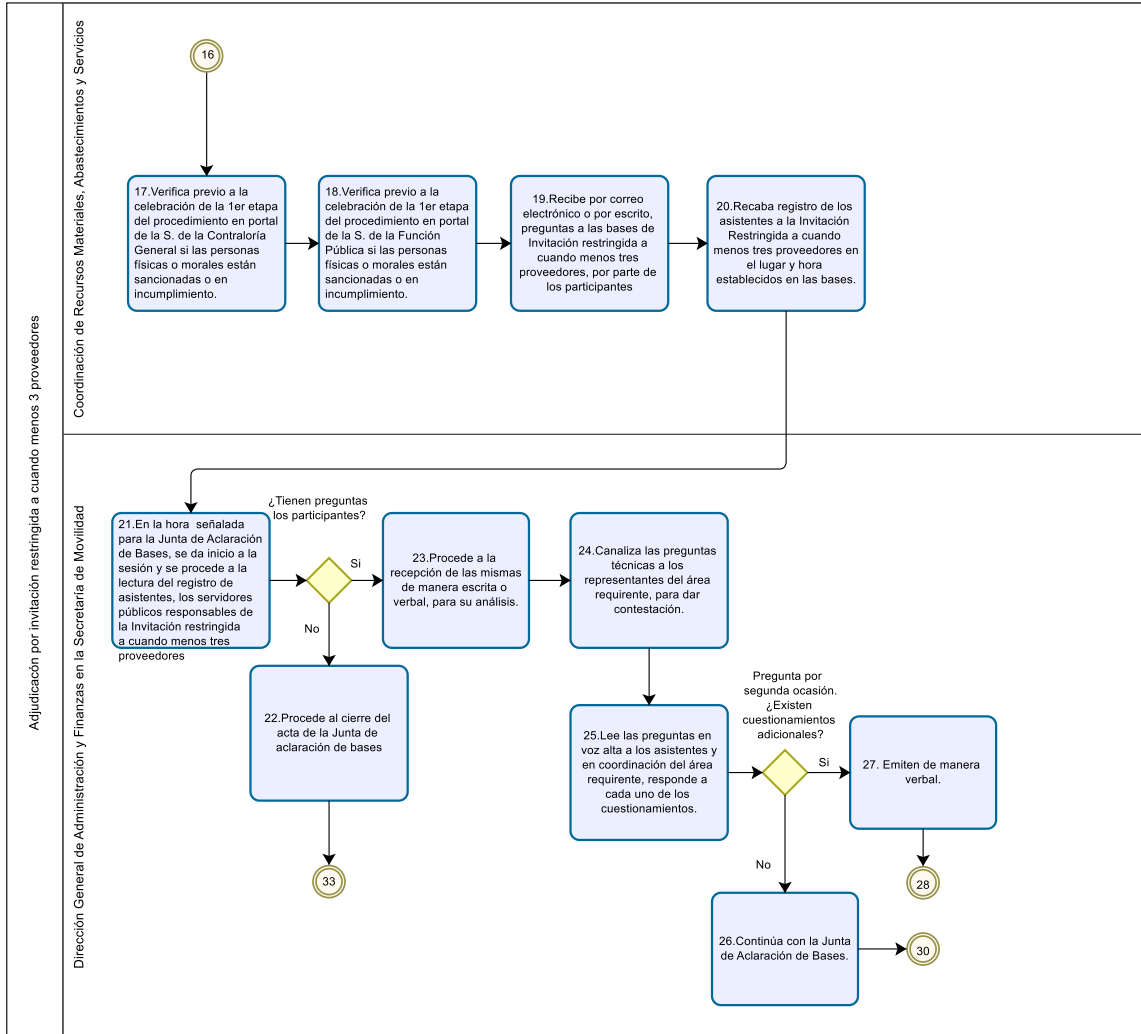 Adjudicacón por invitación restringida a cuando menos 3 proveedores
Coordinación de Recursos Materiales, Abastecimientos y Servicios
16
17.Verifica previo a la
celebración de la 1er etapa
del procedimiento en portal
de la S. de la Contraloría
General si las personas
físicas o morales están
sancionadas o en
incumplimiento.
18.Verifica previo a la
celebración de la 1er etapa
del procedimiento en portal
de la S. de la Función
Pública si las personas
físicas o morales están
sancionadas o en
incumplimiento.
19.Recibe por correo
electrónico o por escrito,
preguntas a las bases de
Invitación restringida a
cuando menos tres
proveedores, por parte de
los participantes
20.Recaba registro de los
asistentes a la Invitación
Restringida a cuando
menos tres proveedores en
el lugar y hora
establecidos en las bases.
Dirección General de Administración y Finanzas en la Secretaría de Movilidad
21.En la hora  señalada
para la Junta de Aclaración
de Bases, se da inicio a la
sesión y se procede a la
lectura del registro de
asistentes, los servidores
públicos responsables de
la Invitación restringida
a cuando menos tres
proveedores
¿Tienen preguntas
los participantes?
Si
No
22.Procede al cierre del
acta de la Junta de
aclaración de bases
33
23.Procede a la
recepción de las mismas
de manera escrita o
verbal, para su análisis.
24.Canaliza las preguntas
técnicas a los
representantes del área
requirente, para dar
contestación.
25.Lee las preguntas en
voz alta a los asistentes y
en coordinación del área
requirente, responde a
cada uno de los
cuestionamientos.
Pregunta por
segunda ocasión.
¿Existen
cuestionamientos
adicionales?
Si
No
27. Emiten de manera
verbal.
28
26.Continúa con la Junta
de Aclaración de Bases.
30